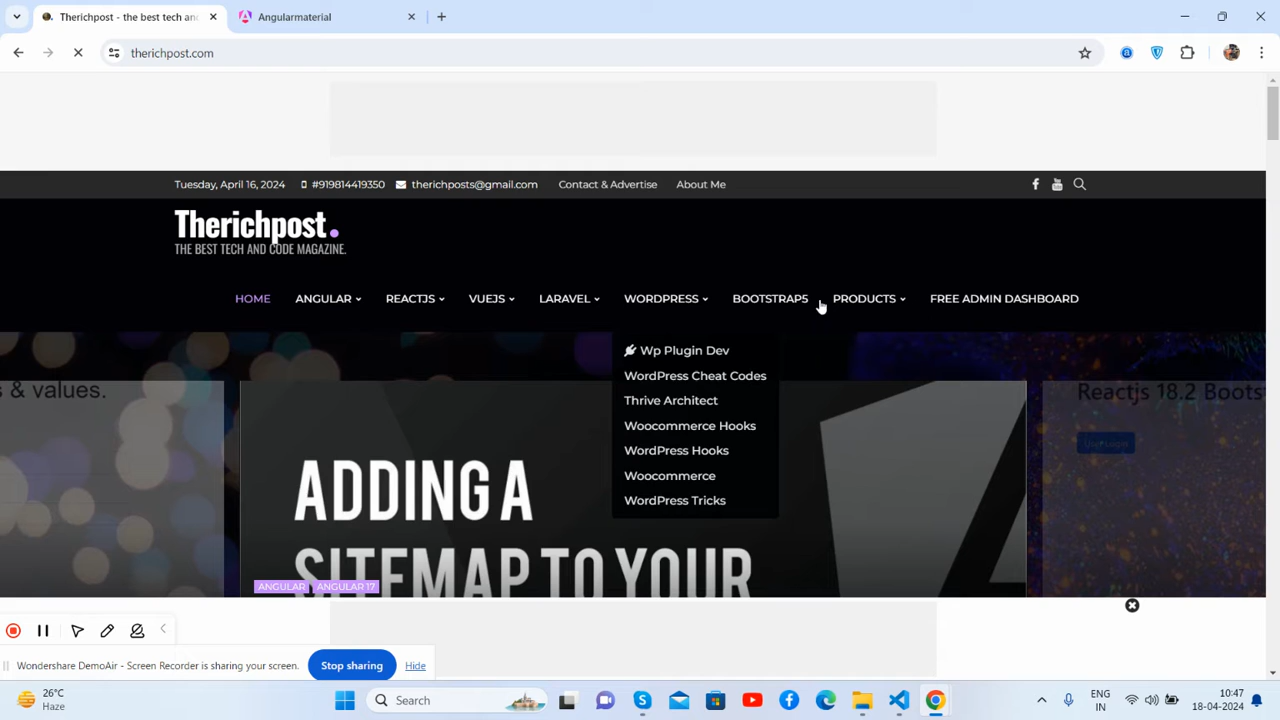 Therichpost - the best tech and
Angularmaterial
therichpost.com
Tuesday, April 16, 2024
#919814419350
therichposts@gmail.com
Contact & Advertise
About Me
Therichpost.
THE BEST TECH AND CODE MAGAZINE.
HOME
ANGULAR
REACTJS
VUEJS
LARAVEL
WORDPRESS
BOOTSTRAP5
PRODUCTS
FREE ADMIN DASHBOARD
Wp Plugin Dev
WordPress Cheat Codes
Thrive Architect
Woocommerce Hooks
WordPress Hooks
Woocommerce
WordPress Tricks
s & values.
ADDING A
SITEMAP TO YOUR
ANGULAR
ANGULAR 17
Reactjs 18.2 Boots
Wondershare DemoAir - Screen Recorder is sharing your screen.
Stop sharing
Hide
26°C
Haze
Search
ENG
IN
10:47
18-04-2024